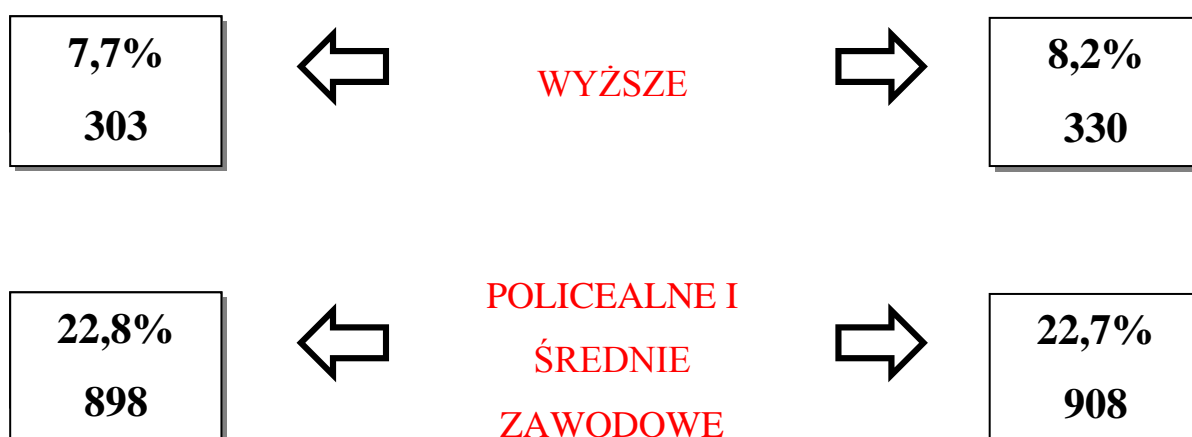 7,7%
303
WYŻSZE
8,2%
330
22,8%
898
POLICEALNE I
ŚREDNIE
ZAWODOWE
22,7%
908